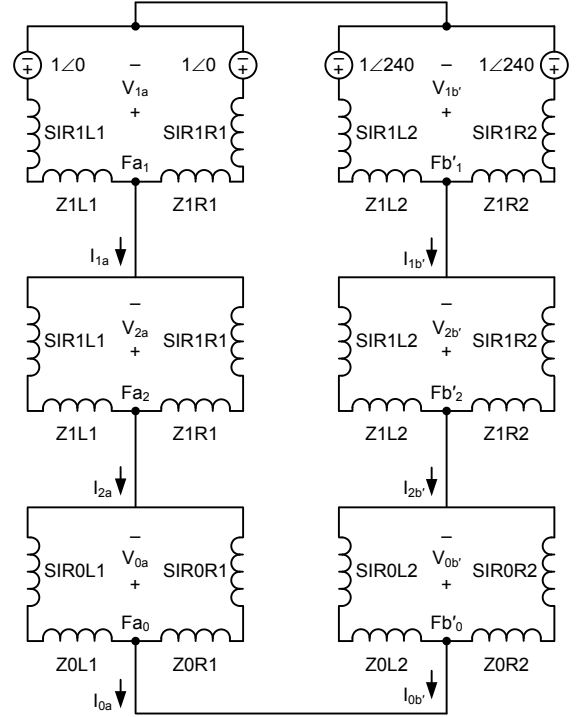 1∠0 – 1∠0 1∠240 – 1∠240
V1a V1b′
+ +
SIR1L1 SIR1R1 SIR1L2 SIR1R2
Fa1 Fb′1
Z1L1 Z1R1 Z1L2 Z1R2
I1a I1b′
– –
SIR1L1 V2a SIR1R1 SIR1L2 V2b′ SIR1R2
+ +
Fa2 Fb′2
Z1L1 Z1R1 Z1L2 Z1R2
I2a I2b′
– –
SIR0L1 V0a SIR0R1 SIR0L2 V0b′ SIR0R2
+ +
Fa0 Fb′0
Z0L1 Z0R1 Z0L2 Z0R2
I0a I0b′